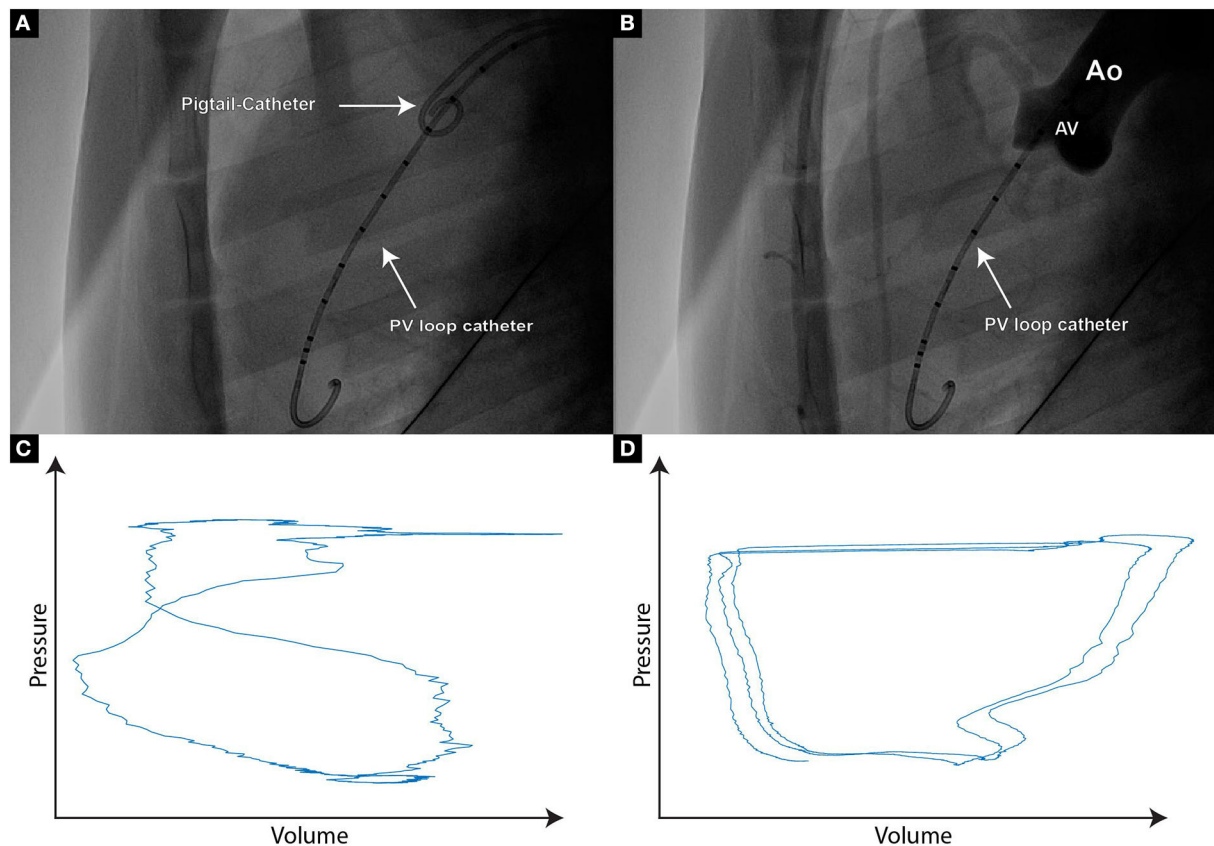 A
Pigtail-Catheter
PV loop catheter
B
Ao
AV
PV loop catheter
C
Pressure
Volume
D
Pressure
Volume